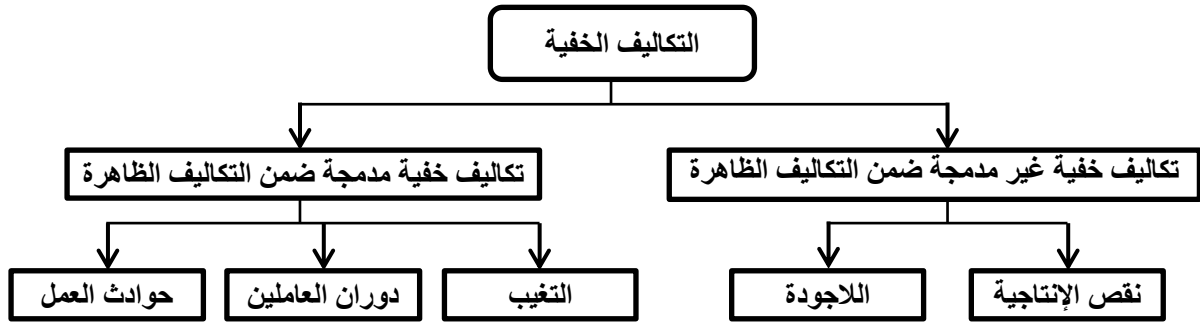 التكاليف الخفية
تكاليف خفية غير مدمجة ضمن التكاليف الظاهرة
تكاليف خفية مدمجة ضمن التكاليف الظاهرة
نقص الإنتاجية
اللاجودة
التغيب
دوران العاملين
حوادث العمل